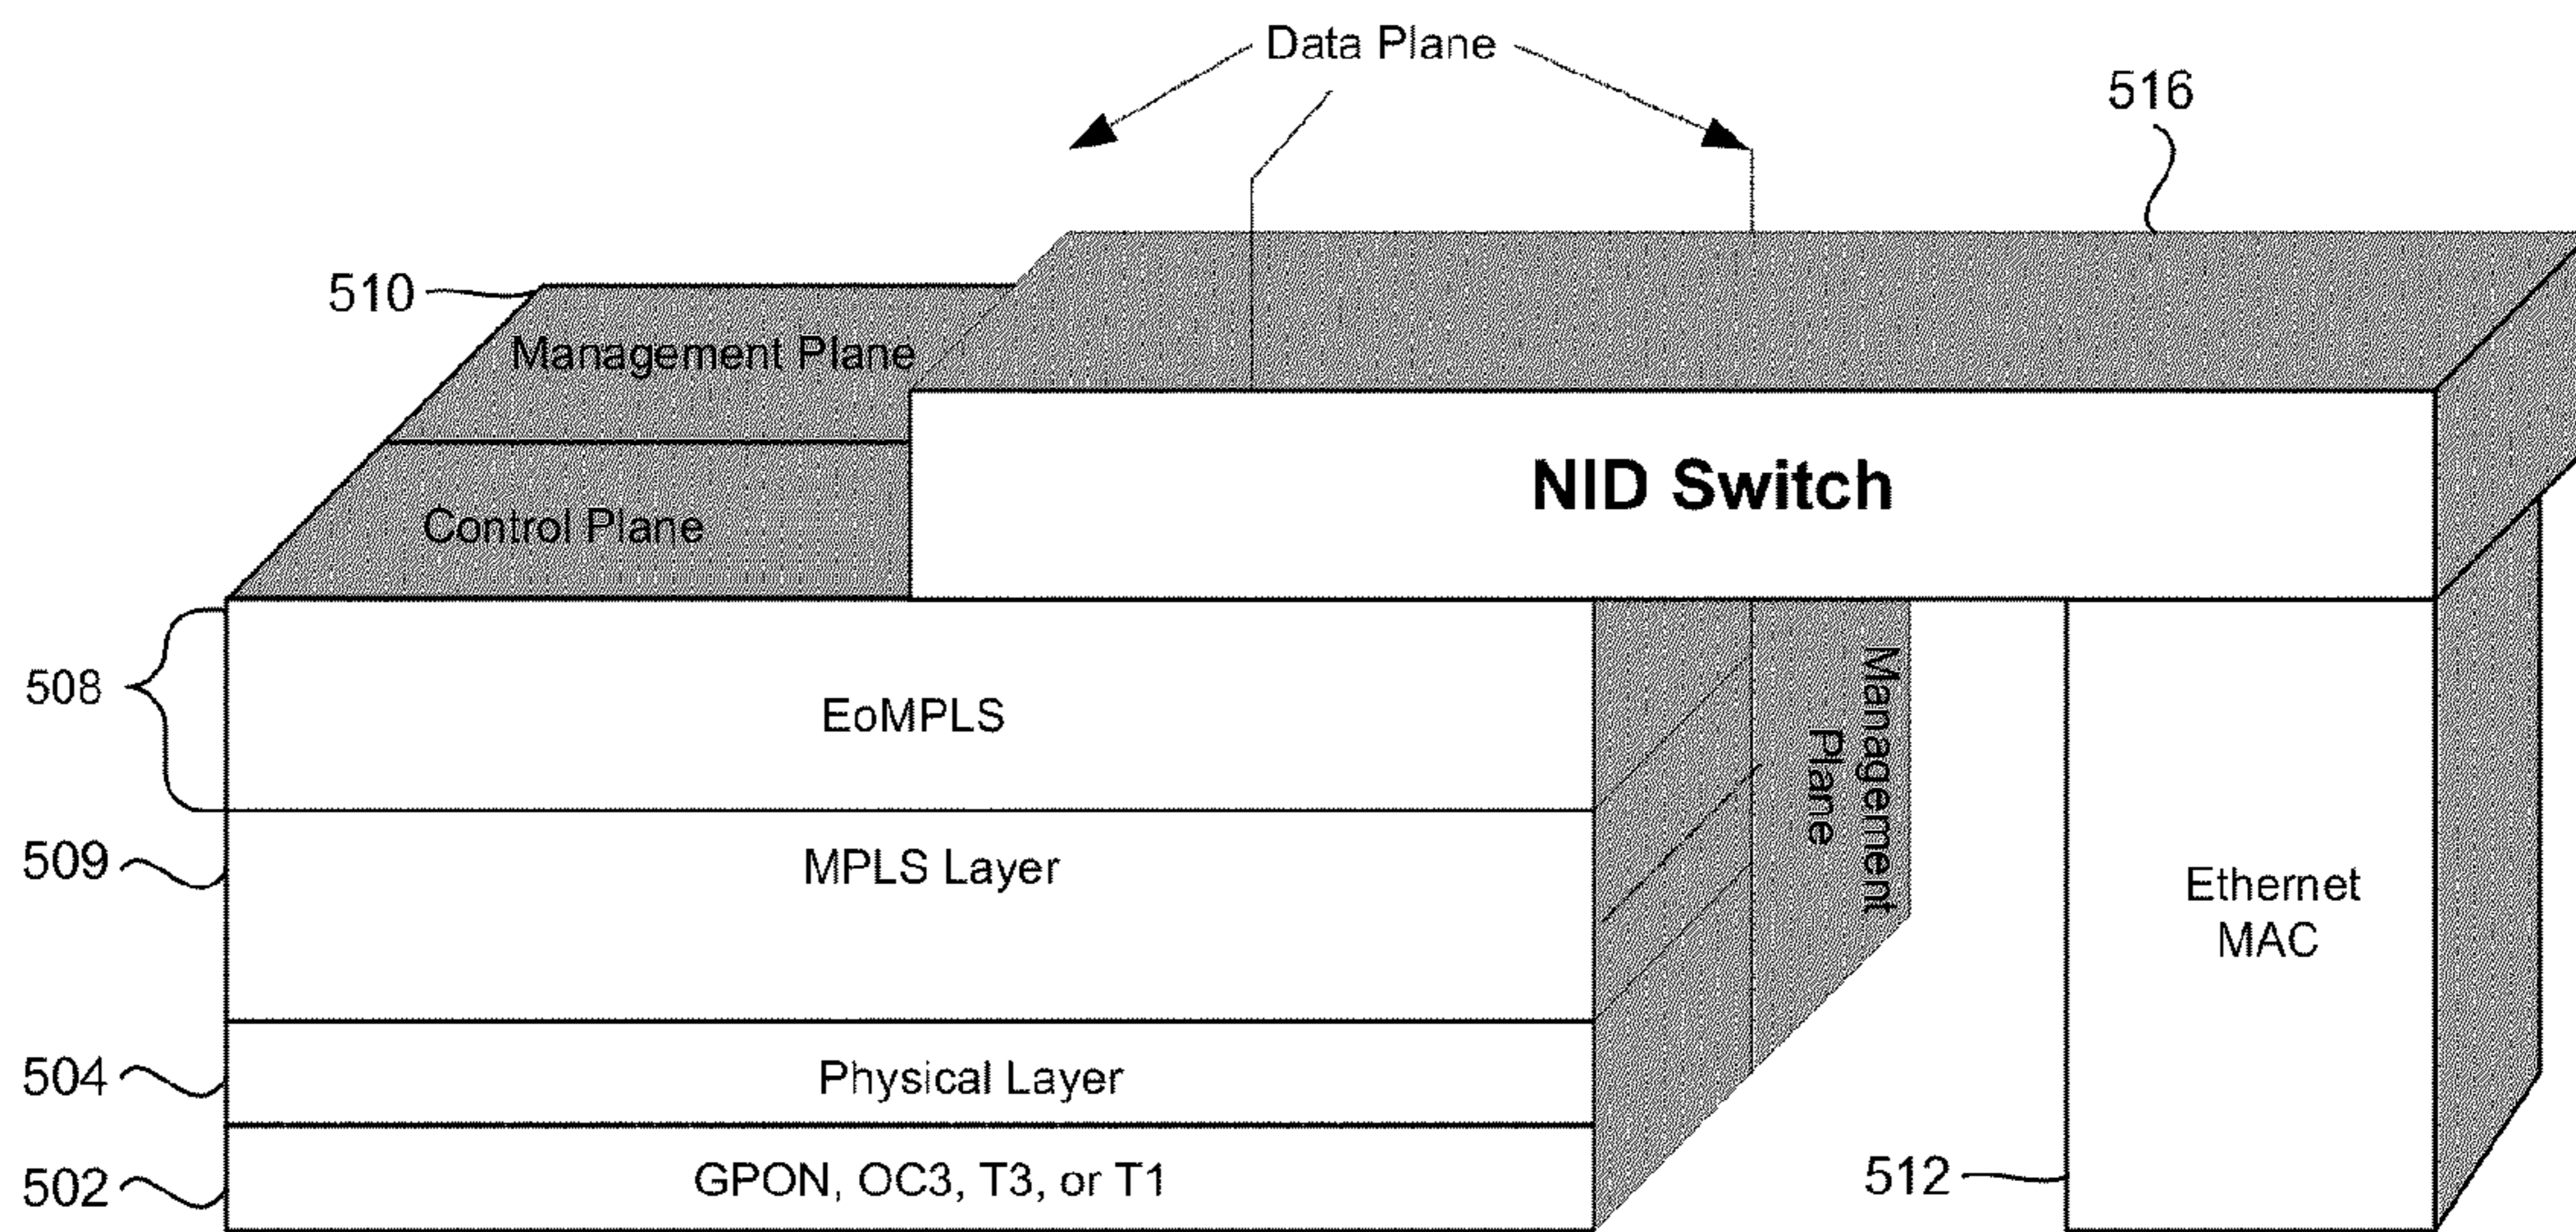 Data Plane
516
510
Management Plane
NID Switch
Control Plane
508
EoMPLS
Management
Plane
509
MPLS Layer
Ethernet
MAC
504
Physical Layer
502
GPON, OC3, T3, or T1
512